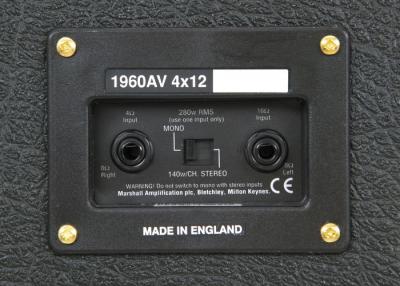 1960AV 4x12
4Ω Input
280w RMS
(use one input only)
16Ω Input
MONO
8Ω Right
8Ω Left
140w/CH. STEREO
WARNING! Do not switch to mono with stereo inputs
Marshall Amplification plc, Bletchley, Milton Keynes.
CE
MADE IN ENGLAND